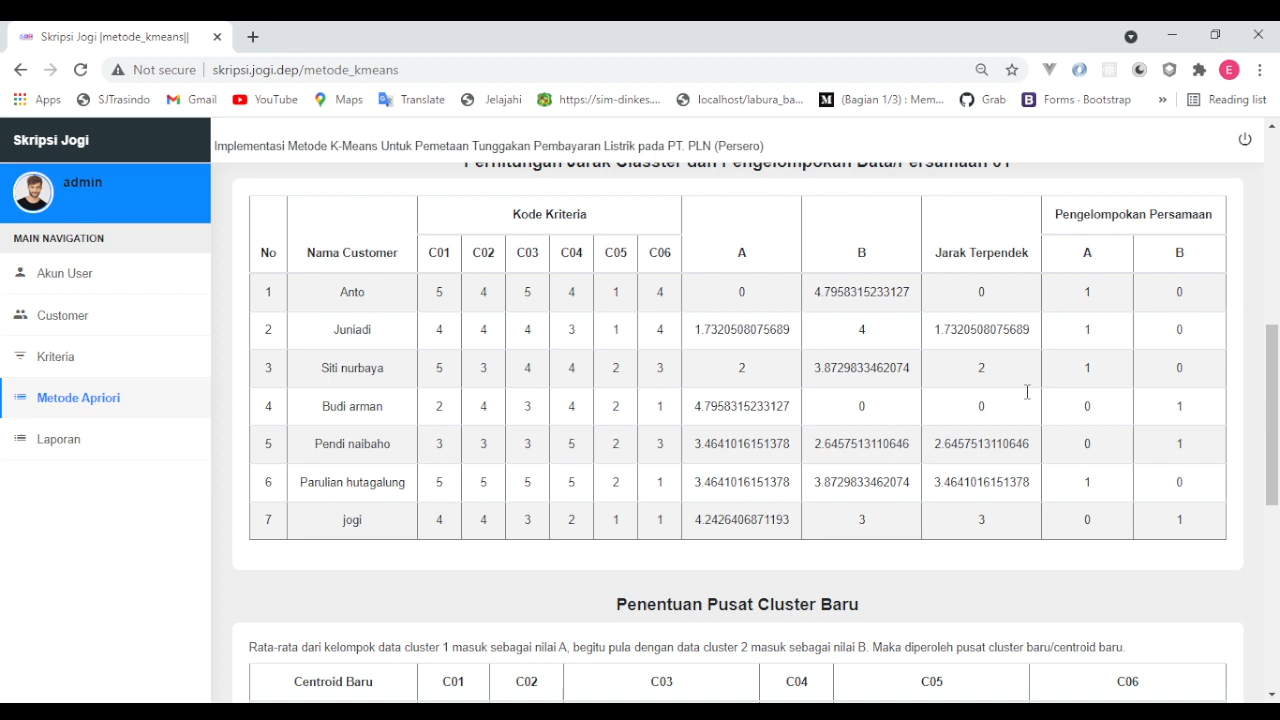 Skripsi Jogi |metode_kmeans||
Not secure | skripsi.jogi.dep/metode_kmeans
E
Apps SJTrasindo Gmail YouTube Maps Translate Jelajahi https://sim-dinkes.... localhost/labura_ba... (Bagian 1/3) : Mem... Grab Forms · Bootstrap » Reading list
Skripsi Jogi
Implementasi Metode K-Means Untuk Pemetaan Tunggakan Pembayaran Listrik pada PT. PLN (Persero)
admin
MAIN NAVIGATION
Akun User
Customer
Kriteria
Metode Apriori
Laporan
Perhitungan Jarak Classter dan Pengelompokan Data/Persamaan 01
Kode Kriteria Pengelompokan Persamaan
No Nama Customer C01 C02 C03 C04 C05 C06 A B Jarak Terpendek A B
1 Anto 5 4 5 4 1 4 0 4.7958315233127 0 1 0
2 Juniadi 4 4 4 3 1 4 1.7320508075689 4 1.7320508075689 1 0
3 Siti nurbaya 5 3 4 4 2 3 2 3.8729833462074 2 1 0
4 Budi arman 2 4 3 4 2 1 4.7958315233127 0 0 0 1
5 Pendi naibaho 3 3 3 5 2 3 3.4641016151378 2.6457513110646 2.6457513110646 0 1
6 Parulian hutagalung 5 5 5 5 2 1 3.4641016151378 3.8729833462074 3.4641016151378 1 0
7 jogi 4 4 3 2 1 1 4.2426406871193 3 3 0 1
Penentuan Pusat Cluster Baru
Rata-rata dari kelompok data cluster 1 masuk sebagai nilai A, begitu pula dengan data cluster 2 masuk sebagai nilai B. Maka diperoleh pusat cluster baru/centroid baru.
Centroid Baru C01 C02 C03 C04 C05 C06